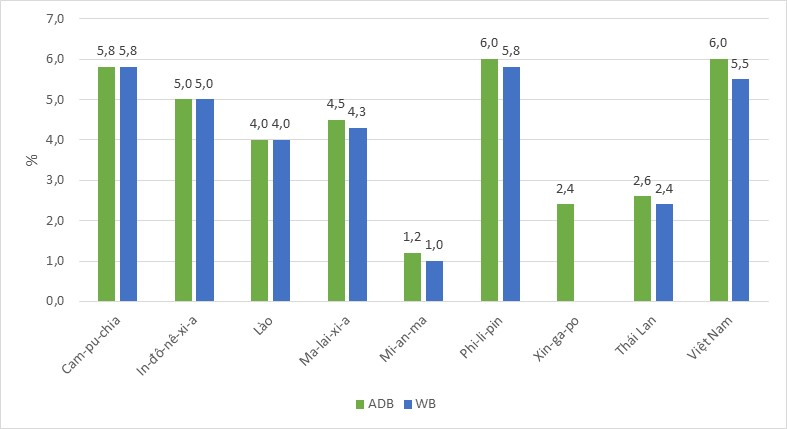 7,0
6,0
5,0
4,0
3,0
2,0
1,0
0,0
%
5,8 5,8
5,0 5,0
4,0 4,0
4,5 4,3
1,2 1,0
6,0 5,8
2,4
2,6 2,4
6,0 5,5
Cam-pu-chia
In-đô-nê-xi-a
Lào
Ma-lai-xi-a
Mi-an-ma
Phi-li-pin
Xin-ga-po
Thái Lan
Việt Nam
ADB WB